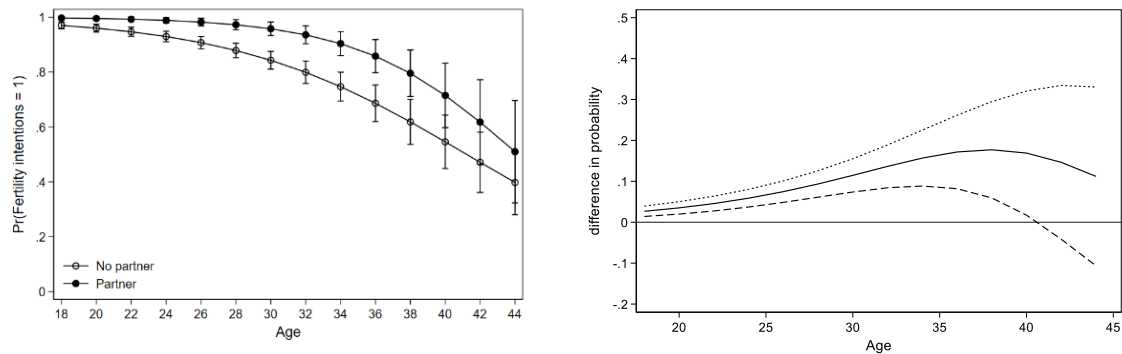 Pr(Fertility intentions = 1)
1
.8
.6
.4
.2
0
No partner
Partner
18 20 22 24 26 28 30 32 34 36 38 40 42 44
Age
difference in probability
.5
.4
.3
.2
.1
0
-.1
-.2
20 25 30 35 40 45
Age